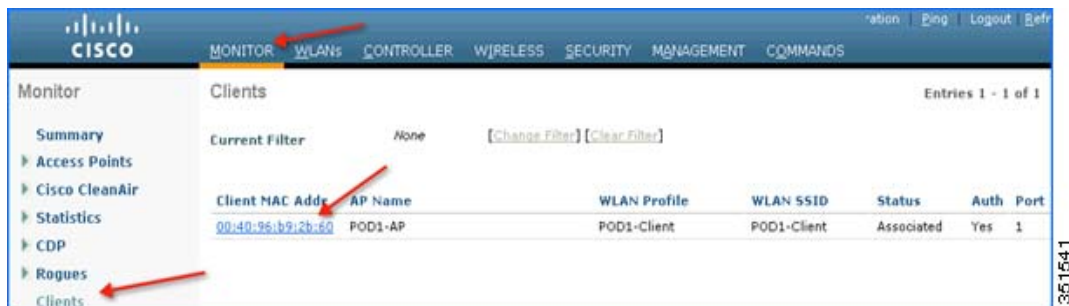 ration Ping Logout Refr
CISCO
MONITOR WLANs CONTROLLER WIRELESS SECURITY MANAGEMENT COMMANDS
Monitor
Summary
Access Points
Cisco CleanAir
Statistics
CDP
Rogues
Clients
Clients Entries 1 - 1 of 1
Current Filter None [Change Filter] [Clear Filter]
Client MAC Addr AP Name WLAN Profile WLAN SSID Status Auth Port
00:40:96:b9:2b:60 POD1-AP POD1-Client POD1-Client Associated Yes 1
351541